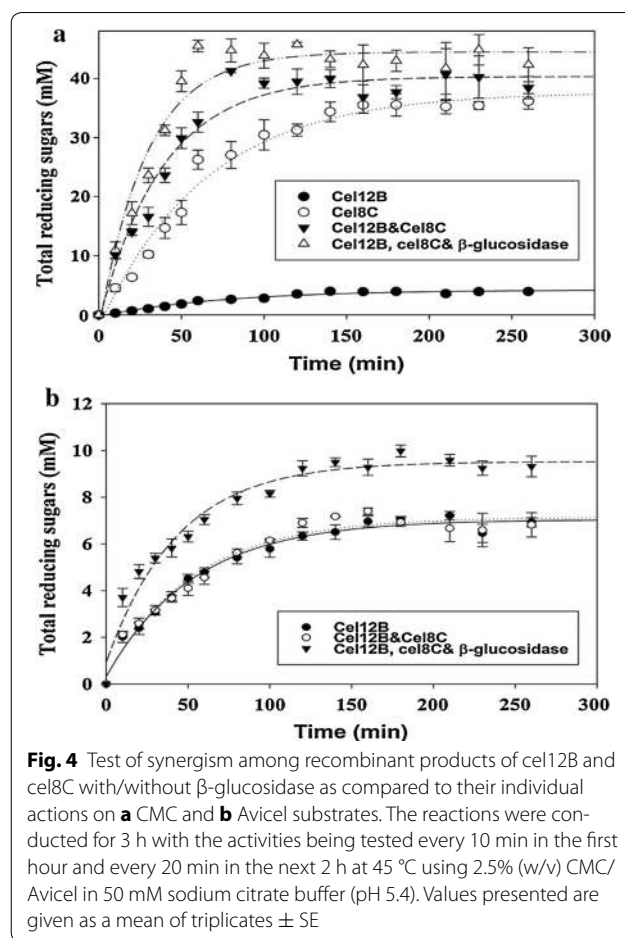 a
Total reducing sugars (mM)
40
30
20
10
0
Cel12B
Cel8C
Cel12B&Cel8C
Cel12B, cel8C& β-glucosidase
0 50 100 150 200 250 300
Time (min)
b
Total reducing sugars (mM)
12
10
8
6
4
2
0
Cel12B
Cel12B&Cel8C
Cel12B, cel8C& β-glucosidase
0 50 100 150 200 250 300
Time (min)
Fig. 4 Test of synergism among recombinant products of cel12B and
cel8C with/without β-glucosidase as compared to their individual
actions on a CMC and b Avicel substrates. The reactions were con-
ducted for 3 h with the activities being tested every 10 min in the first
hour and every 20 min in the next 2 h at 45 °C using 2.5% (w/v) CMC/
Avicel in 50 mM sodium citrate buffer (pH 5.4). Values presented are
given as a mean of triplicates ± SE